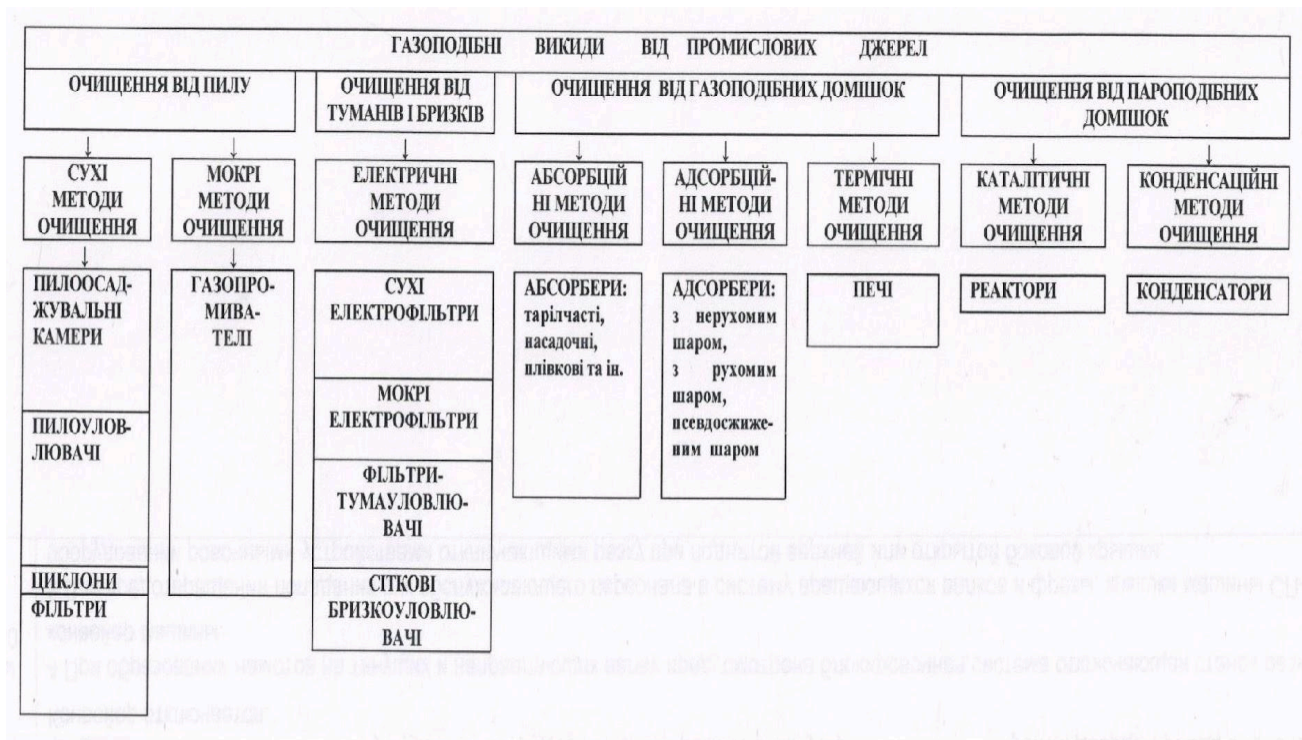 ГАЗОПОДІБНІ ВИКИДИ ВІД ПРОМИСЛОВИХ ДЖЕРЕЛ
ОЧИЩЕННЯ ВІД ПИЛУ
ОЧИЩЕННЯ ВІД
ТУМАНІВ І БРИЗКІВ
ОЧИЩЕННЯ ВІД ГАЗОПОДІБНИХ ДОМІШОК
ОЧИЩЕННЯ ВІД ПАРОПОДІБНИХ
ДОМІШОК
СУХІ
МЕТОДИ
ОЧИЩЕННЯ
МОКРІ
МЕТОДИ
ОЧИЩЕННЯ
ЕЛЕКТРИЧНІ
МЕТОДИ
ОЧИЩЕННЯ
АБСОРБЦІЙ
НІ МЕТОДИ
ОЧИЩЕННЯ
АДСОРБЦІЙ-
НІ МЕТОДИ
ОЧИЩЕННЯ
ТЕРМІЧНІ
МЕТОДИ
ОЧИЩЕННЯ
КАТАЛІТИЧНІ
МЕТОДИ
ОЧИЩЕННЯ
КОНДЕНСАЦІЙНІ
МЕТОДИ
ОЧИЩЕННЯ
ПИЛООСАД-
ЖУВАЛЬНІ
КАМЕРИ
ПИЛОУЛОВ-
ЛЮВАЧІ
ЦИКЛОНИ
ФІЛЬТРИ
ГАЗОПРО-
МИВА-
ТЕЛІ
СУХІ
ЕЛЕКТРОФІЛЬТРИ
МОКРІ
ЕЛЕКТРОФІЛЬТРИ
ФІЛЬТРИ-
ТУМАУЛОВЛЮ-
ВАЧІ
СІТКОВІ
БРИЗКОУЛОВЛЮ-
ВАЧІ
АБСОРБЕРИ:
тарілчасті,
насадочні,
плівкові та ін.
АДСОРБЕРИ:
з нерухомим
шаром,
з рухомим
шаром,
псевдосжиже-
ним шаром
ПЕЧІ
РЕАКТОРИ
КОНДЕНСАТОРИ